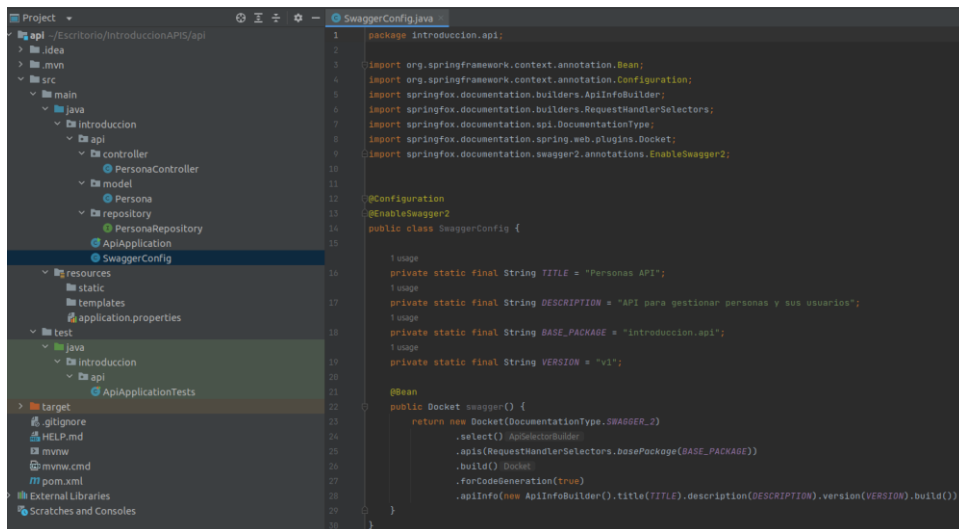 Project
api ~/Escritorio/IntroduccionAPIS/api
.idea
.mvn
src
main
java
introduccion
api
controller
PersonaController
model
Persona
repository
PersonaRepository
ApiApplication
SwaggerConfig
resources
static
templates
application.properties
test
java
introduccion
api
ApiApplicationTests
target
.gitignore
HELP.md
mvnw
mvnw.cmd
pom.xml
External Libraries
Scratches and Consoles
SwaggerConfig.java
1 package introduccion.api;
2
3 import org.springframework.context.annotation.Bean;
4 import org.springframework.context.annotation.Configuration;
5 import springfox.documentation.builders.ApiInfoBuilder;
6 import springfox.documentation.builders.RequestHandlerSelectors;
7 import springfox.documentation.spi.DocumentationType;
8 import springfox.documentation.spring.web.plugins.Docket;
9 import springfox.documentation.swagger2.annotations.EnableSwagger2;
10
11
12 @Configuration
13 @EnableSwagger2
14 public class SwaggerConfig {
15
1 usage
16 private static final String TITLE = "Personas API";
1 usage
17 private static final String DESCRIPTION = "API para gestionar personas y sus usuarios";
1 usage
18 private static final String BASE_PACKAGE = "introduccion.api";
1 usage
19 private static final String VERSION = "v1";
20
21 @Bean
22 public Docket swagger() {
23 return new Docket(DocumentationType.SWAGGER_2)
24 .select() ApiSelectorBuilder
25 .apis(RequestHandlerSelectors.basePackage(BASE_PACKAGE))
26 .build() Docket
27 .forCodeGeneration(true)
28 .apiInfo(new ApiInfoBuilder().title(TITLE).description(DESCRIPTION).version(VERSION).build())
29 }
30 }